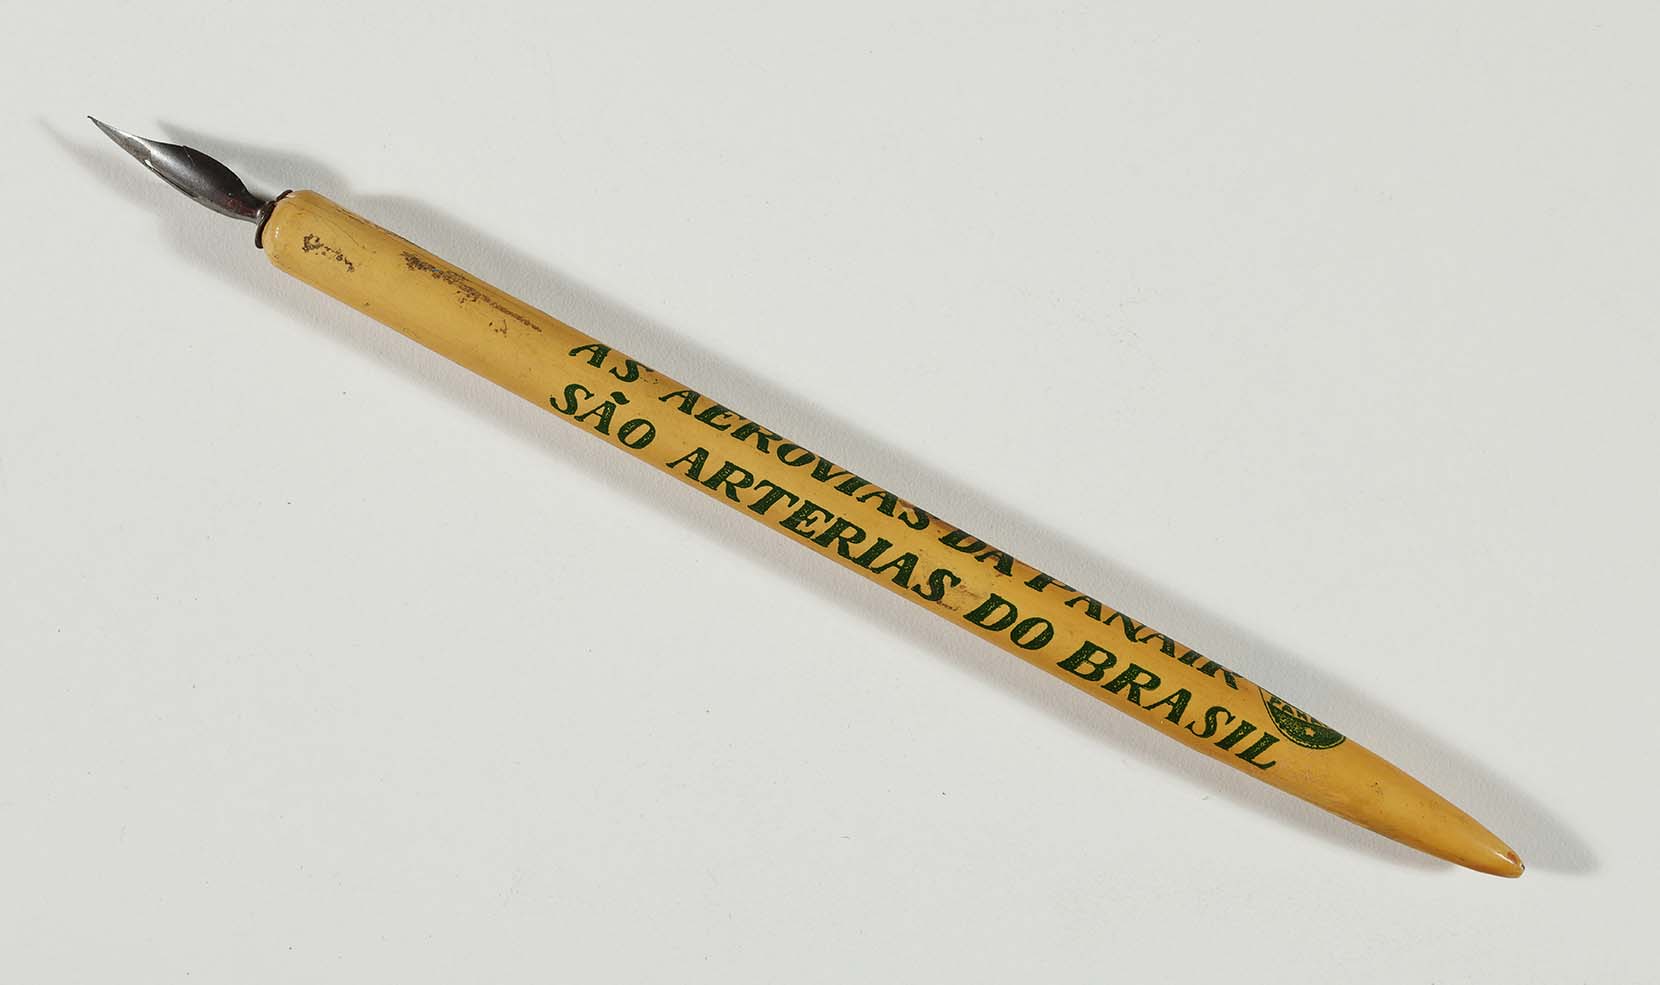 AS AEROVIAS DA PANAIR
SÃO ARTERIAS DO BRASIL